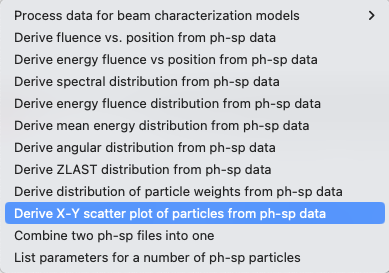 Process data for beam characterization models
Derive fluence vs. position from ph-sp data
Derive energy fluence vs position from ph-sp data
Derive spectral distribution from ph-sp data
Derive energy fluence distribution from ph-sp data
Derive mean energy distribution from ph-sp data
Derive angular distribution from ph-sp data
Derive ZLAST distribution from ph-sp data
Derive distribution of particle weights from ph-sp data
Derive X-Y scatter plot of particles from ph-sp data
Combine two ph-sp files into one
List parameters for a number of ph-sp particles